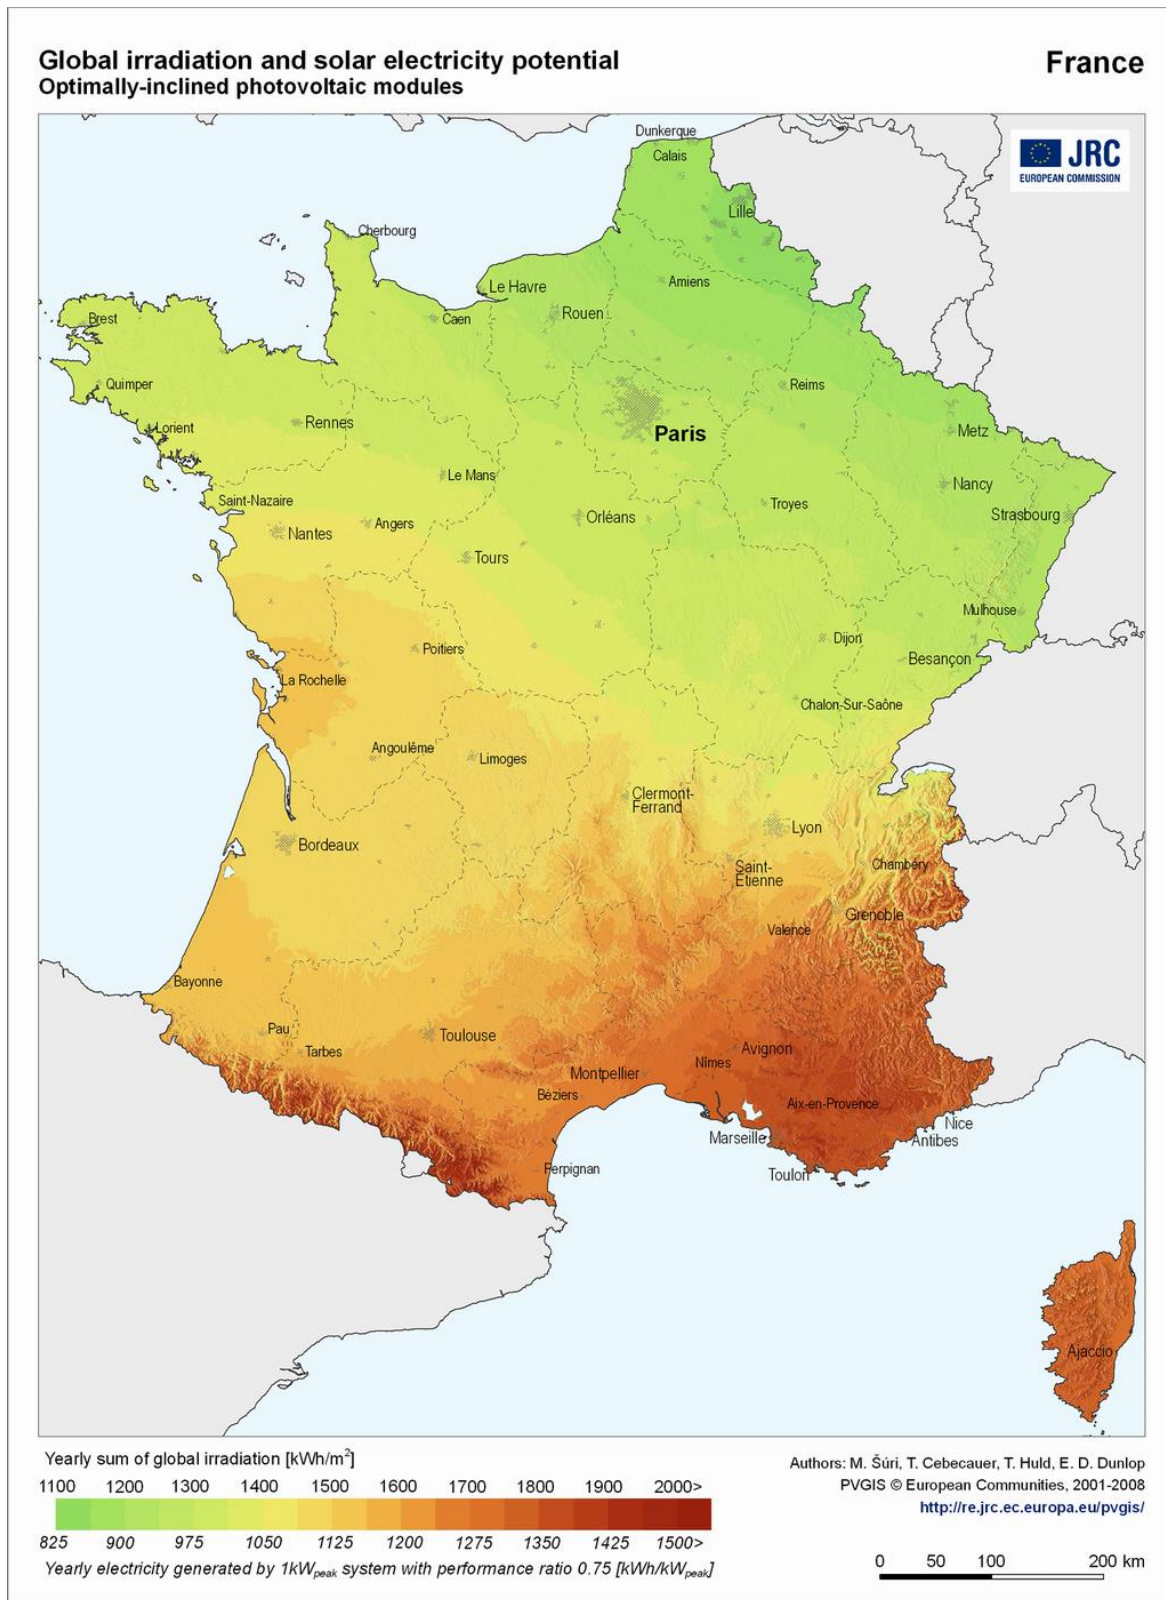 Global irradiation and solar electricity potential
Optimally-inclined photovoltaic modules
France
JRC
EUROPEAN COMMISSION
Dunkerque
Calais
Lille
Cherbourg
Le Havre
Amiens
Rouen
Caen
Brest
Quimper
Reims
Rennes
Lorient
Paris
Metz
Le Mans
Nancy
Saint-Nazaire
Troyes
Strasbourg
Orléans
Angers
Nantes
Tours
Mulhouse
Dijon
Poitiers
Besançon
La Rochelle
Chalon-Sur-Saône
Angoulême
Limoges
Clermont-
Ferrand
Lyon
Bordeaux
Saint-
Etienne
Chambéry
Grenoble
Valence
Bayonne
Pau
Toulouse
Tarbes
Avignon
Nîmes
Montpellier
Béziers
Aix-en-Provence
Nice
Marseille
Antibes
Perpignan
Toulon
Ajaccio
Yearly sum of global irradiation [kWh/m²]
1100 1200 1300 1400 1500 1600 1700 1800 1900 2000>
825 900 975 1050 1125 1200 1275 1350 1425 1500>
Yearly electricity generated by 1kWpeak system with performance ratio 0.75 [kWh/kWpeak]
Authors: M. Šúri, T. Cebecauer, T. Huld, E. D. Dunlop
PVGIS © European Communities, 2001-2008
http://re.jrc.ec.europa.eu/pvgis/
0 50 100 200 km